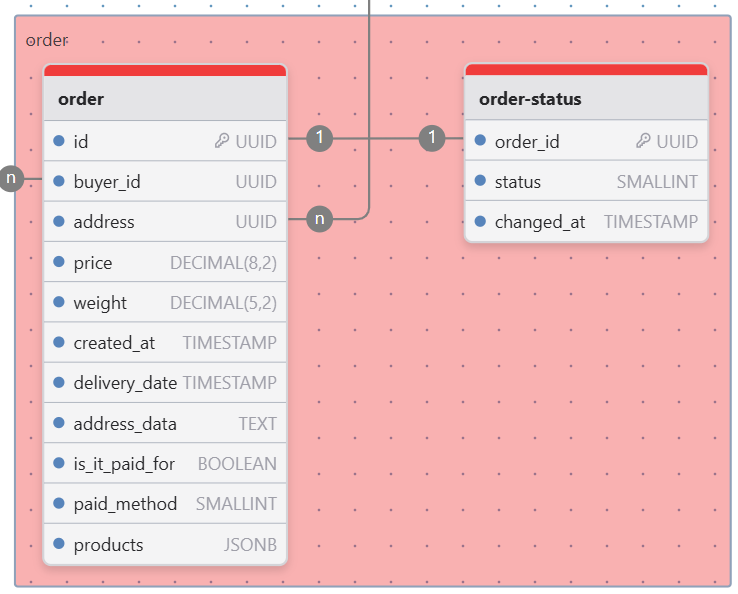 order
order
id UUID
buyer_id UUID
address UUID
price DECIMAL(8,2)
weight DECIMAL(5,2)
created_at TIMESTAMP
delivery_date TIMESTAMP
address_data TEXT
is_it_paid_for BOOLEAN
paid_method SMALLINT
products JSONB
n
1
n
1
order-status
order_id UUID
status SMALLINT
changed_at TIMESTAMP